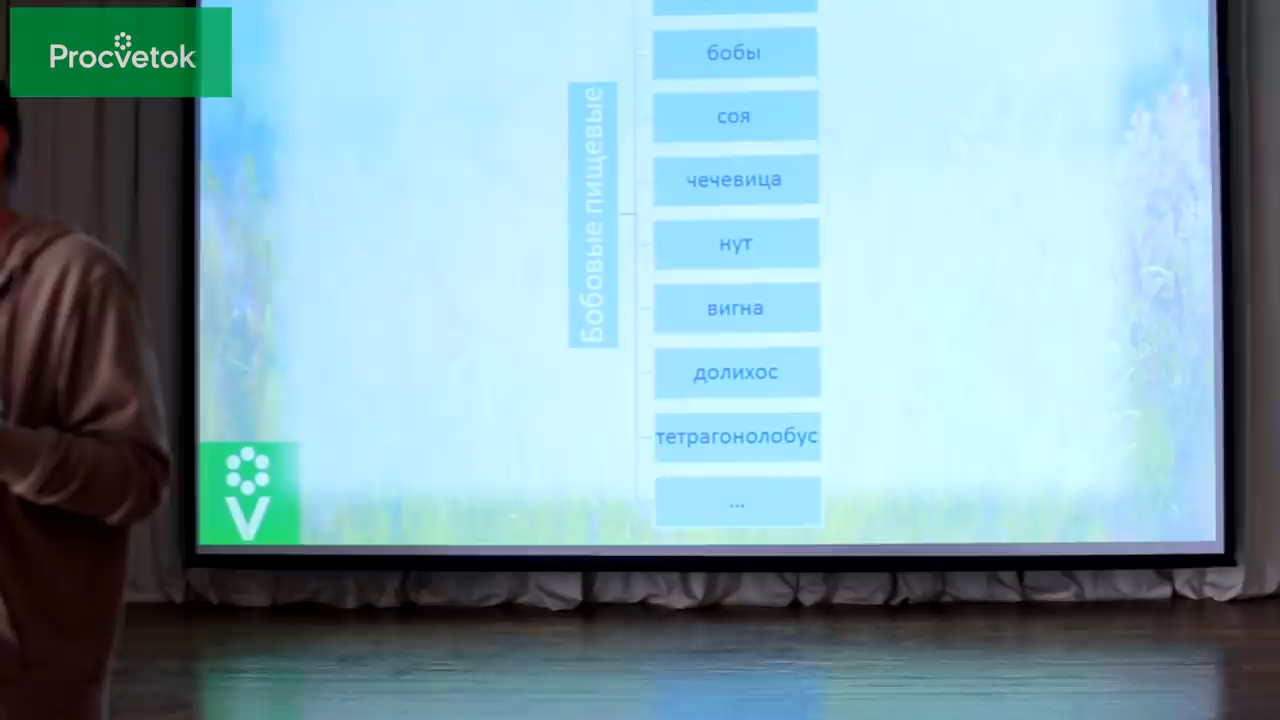 Procvetok
Бобовые пищевые
бобы
соя
чечевица
нут
вигна
долихос
тетрагонолобус
...
V